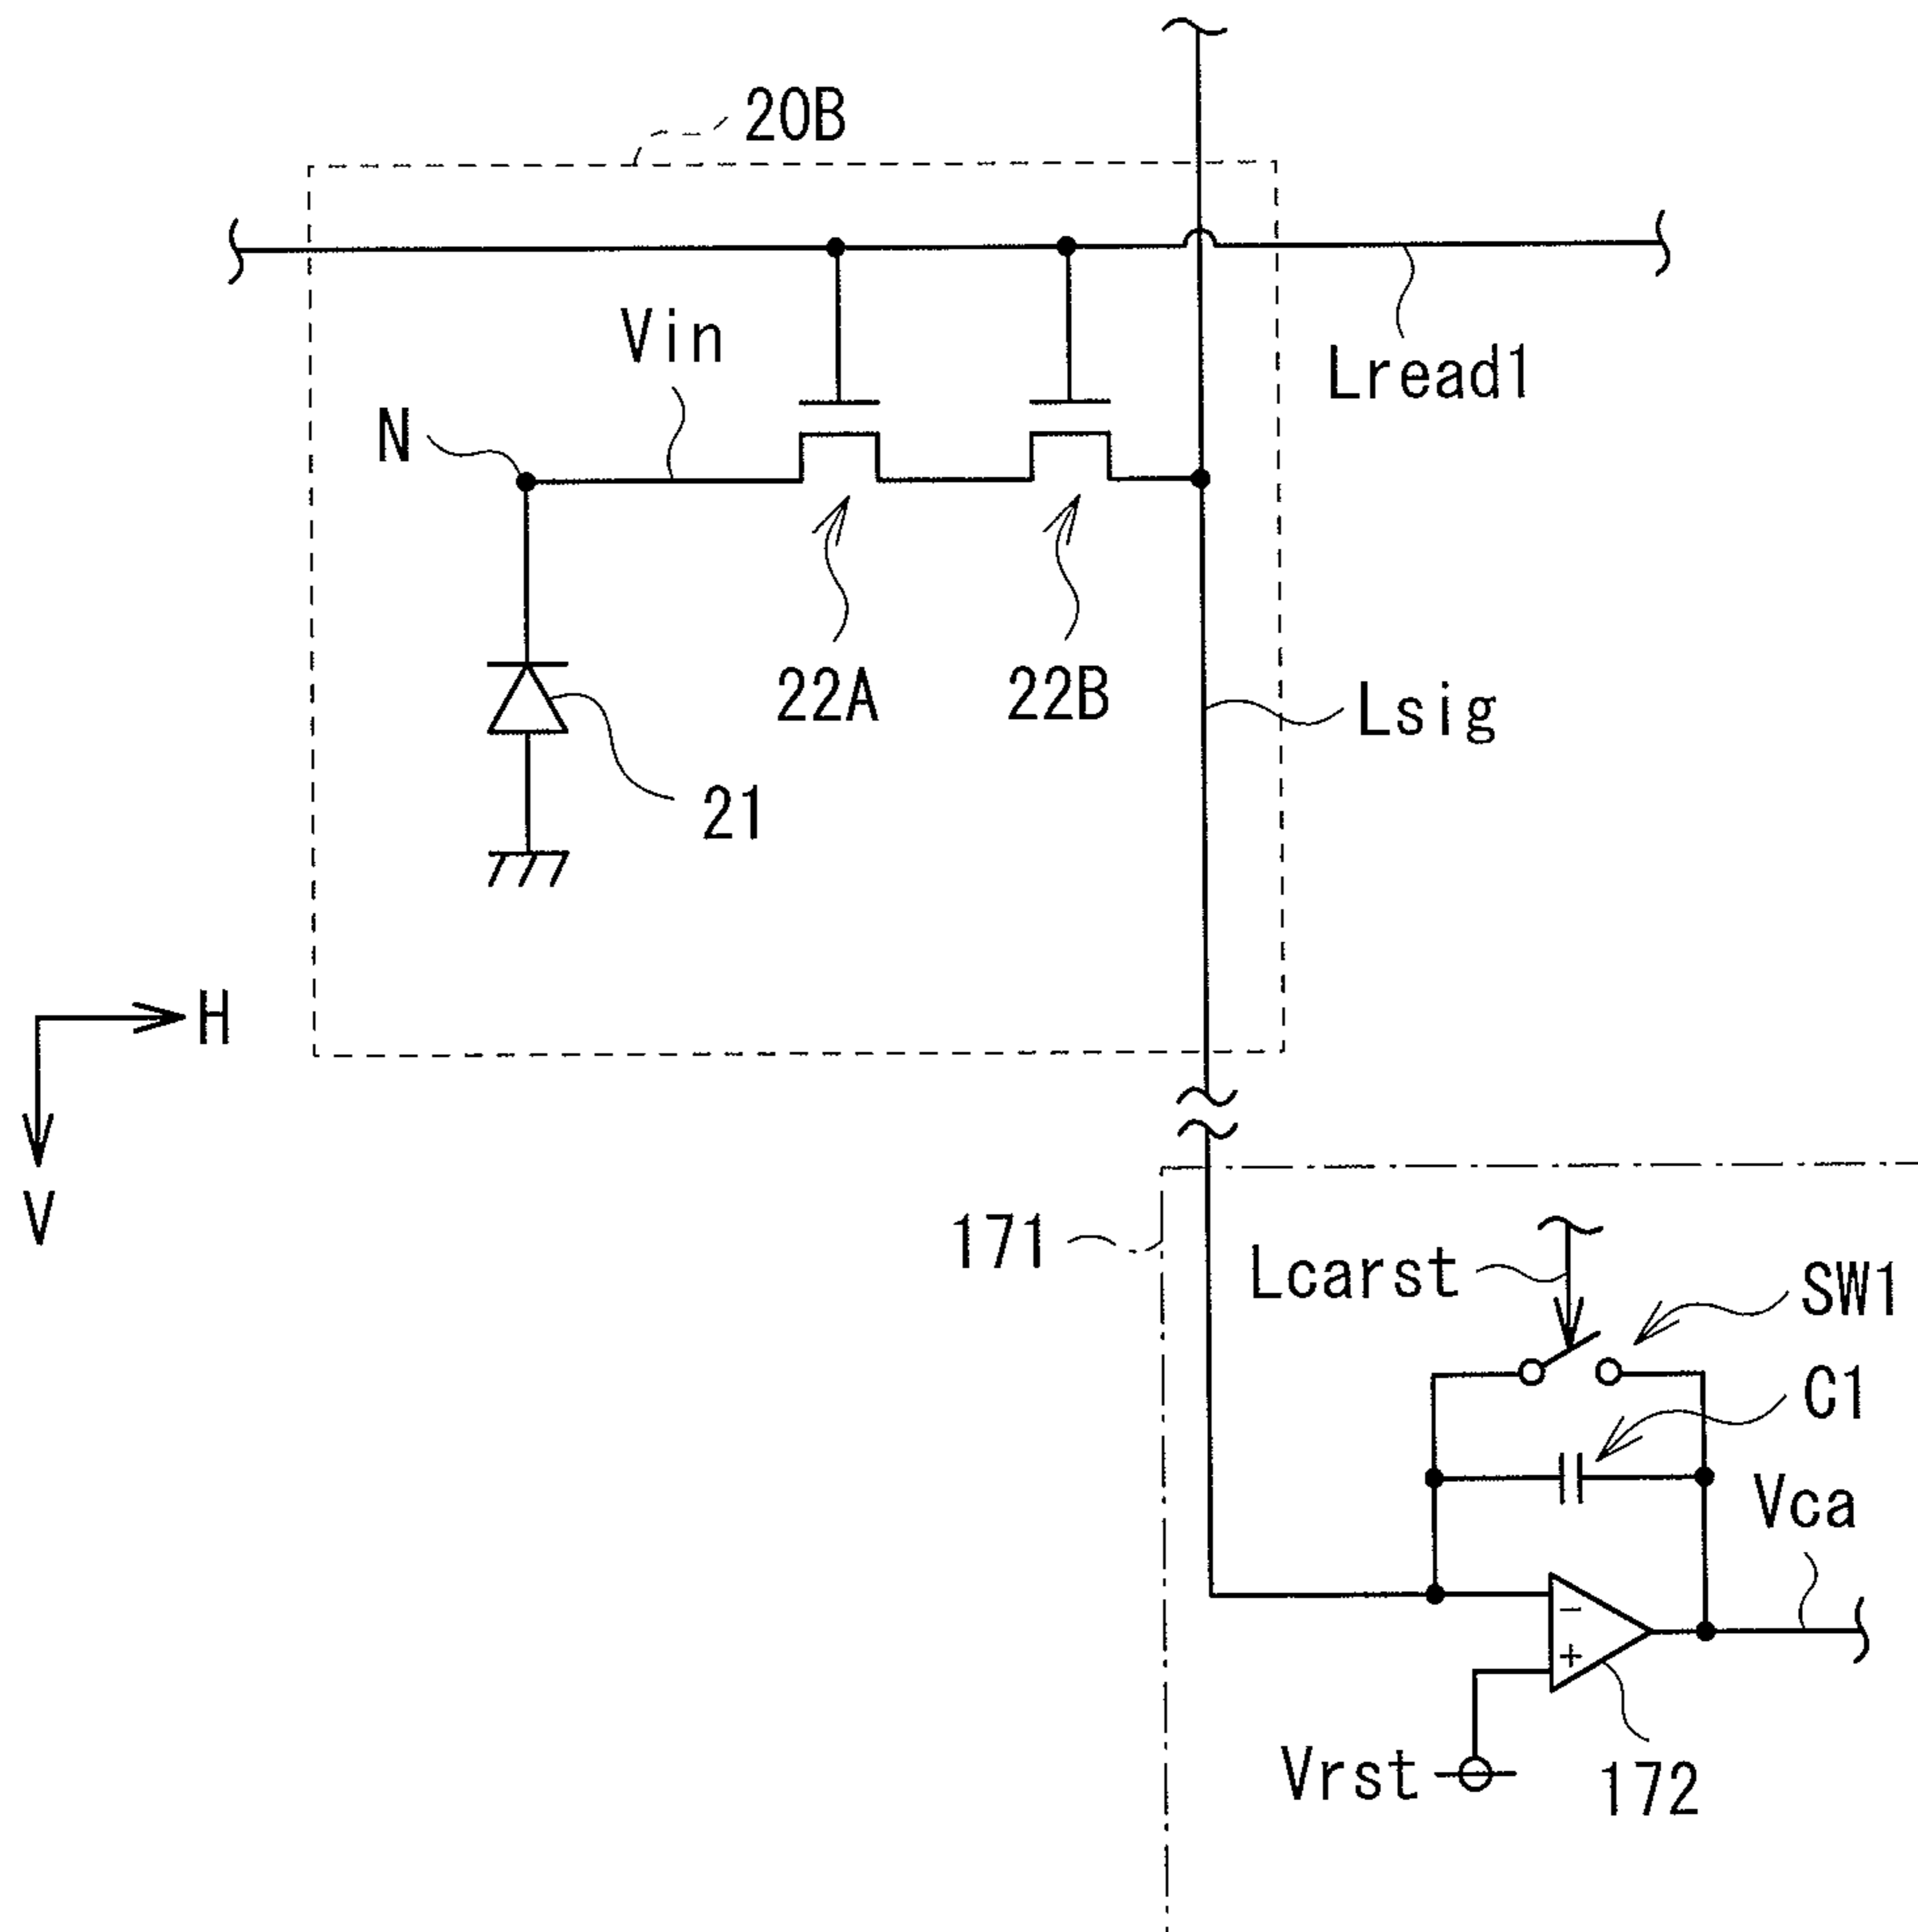 20B
Vin
Lread1
N
22A
22B
Lsig
21
H
V
171
Lcarst
SW1
C1
Vca
−
+
Vrst
172